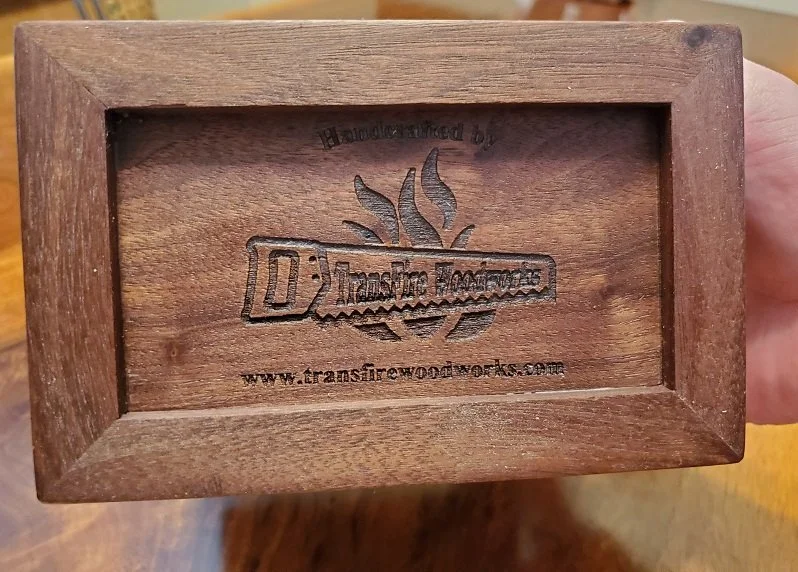 Handcrafted by
TransFire Woodworks
www.transfirewoodworks.com